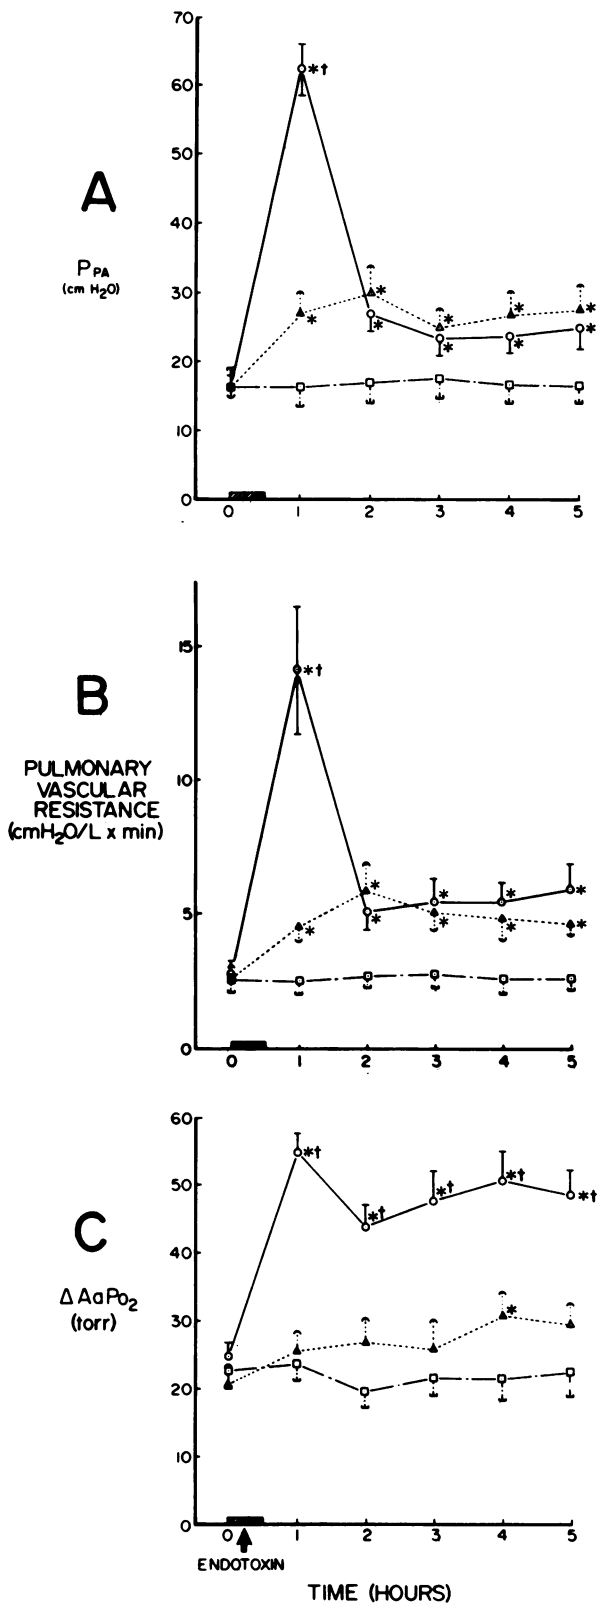 70
60
50
40
30
20
10
0
A
PPA
(cm H2O)
*†
*
*
*
*
*
*
*
*
*
0 1 2 3 4 5
15
10
5
0
B
PULMONARY
VASCULAR
RESISTANCE
(cmH2O/L x min)
*†
*
*
*
*
*
*
*
*
*
0 1 2 3 4 5
60
50
40
30
20
10
0
C
Δ AaPO2
(torr)
*†
*†
*†
*†
*†
*
0 1 2 3 4 5
ENDOTOXIN
TIME (HOURS)